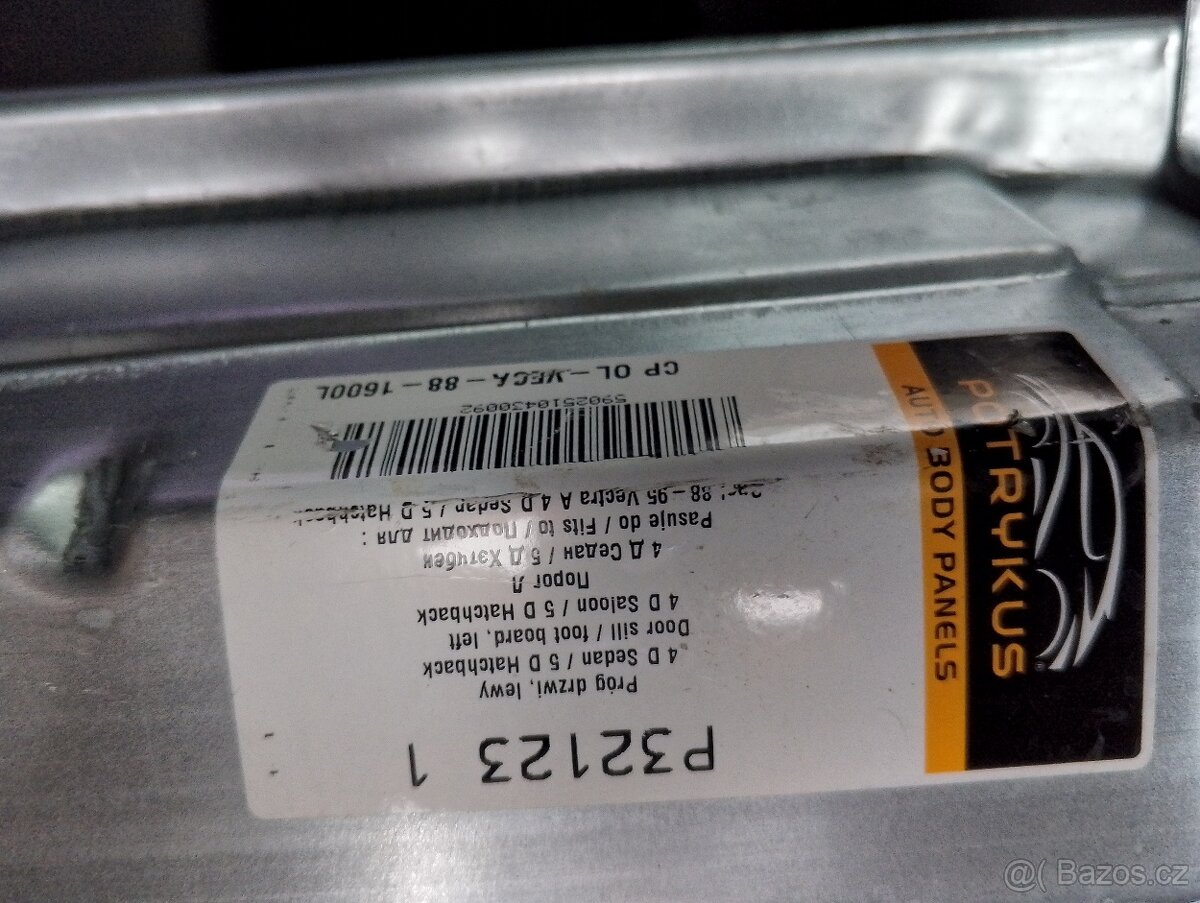 P32123 1
Próg drzwi, lewy
4 D Sedan / 5 D Hatchback
Door sill / foot board, left
4 D Saloon / 5 D Hatchback
Порог Л
4 Д Седан / 5 Д Хэтчбек
Pasuje do / Fits to / Подходит для :
88-95 Vectra A 4 D Sedan / 5 D Hatchback
5902510430092
CP OL-VECA-88-1600L
POTRYKUS
®
AUTO BODY PANELS
@( Bazos.cz